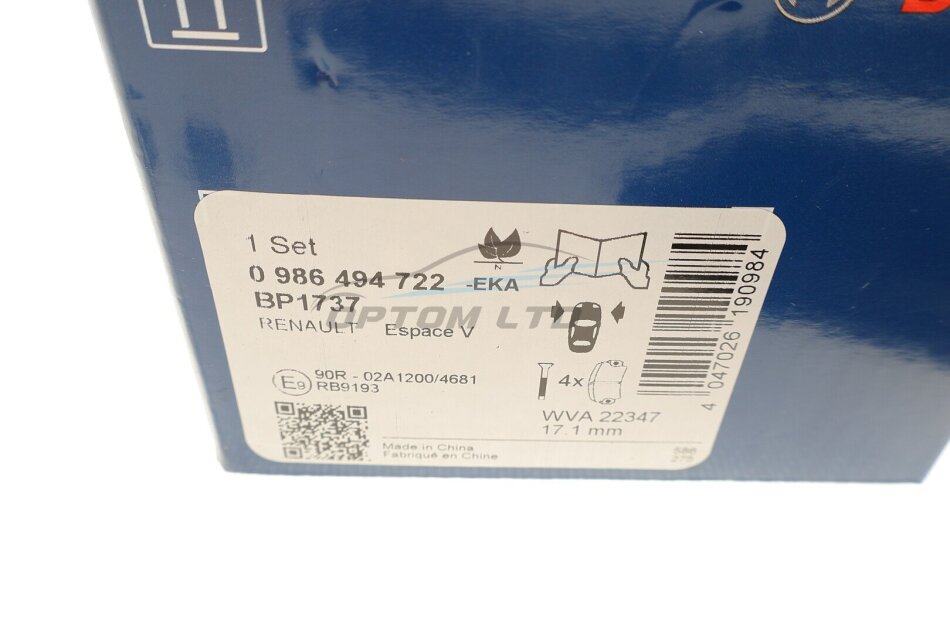 1 Set
0 986 494 722 -EKA
BP1737
RENAULT Espace V
OPTOM LTD.
N
E9 90R - 02A1200/4681
RB9193
4x
WVA 22347
17.1 mm
Made in China
Fabriqué en Chine
4 047026 190984